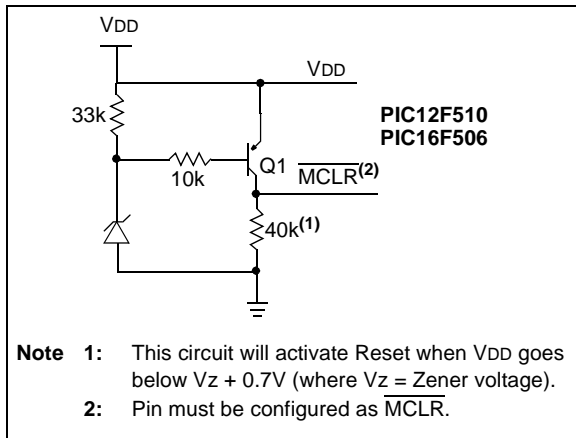 VDD
VDD
33k
PIC12F510
PIC16F506
Q1
MCLR(2)
10k
40k(1)
Note 1: This circuit will activate Reset when VDD goes
below Vz + 0.7V (where Vz = Zener voltage).
2: Pin must be configured as MCLR.